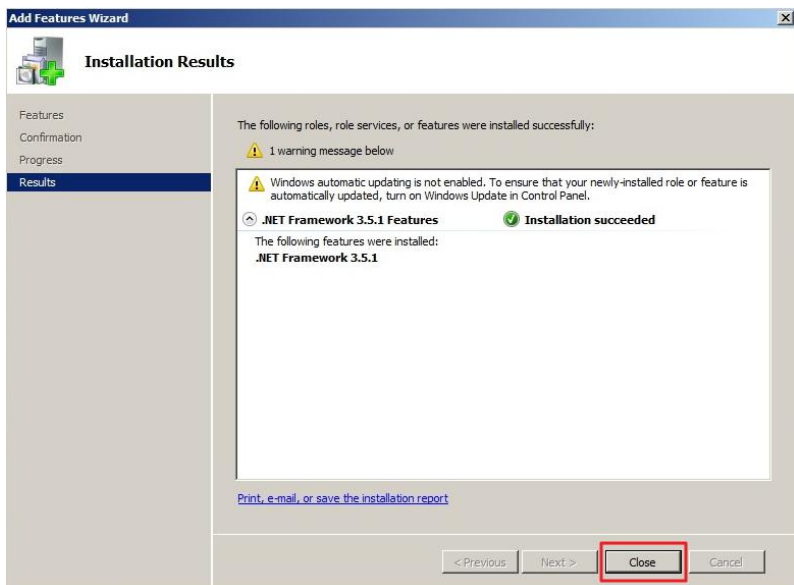 Add Features Wizard
Installation Results
Features
Confirmation
Progress
Results
The following roles, role services, or features were installed successfully:
1 warning message below
Windows automatic updating is not enabled. To ensure that your newly-installed role or feature is
automatically updated, turn on Windows Update in Control Panel.
.NET Framework 3.5.1 Features
Installation succeeded
The following features were installed:
.NET Framework 3.5.1
Print, e-mail, or save the installation report
< Previous
Next >
Close
Cancel